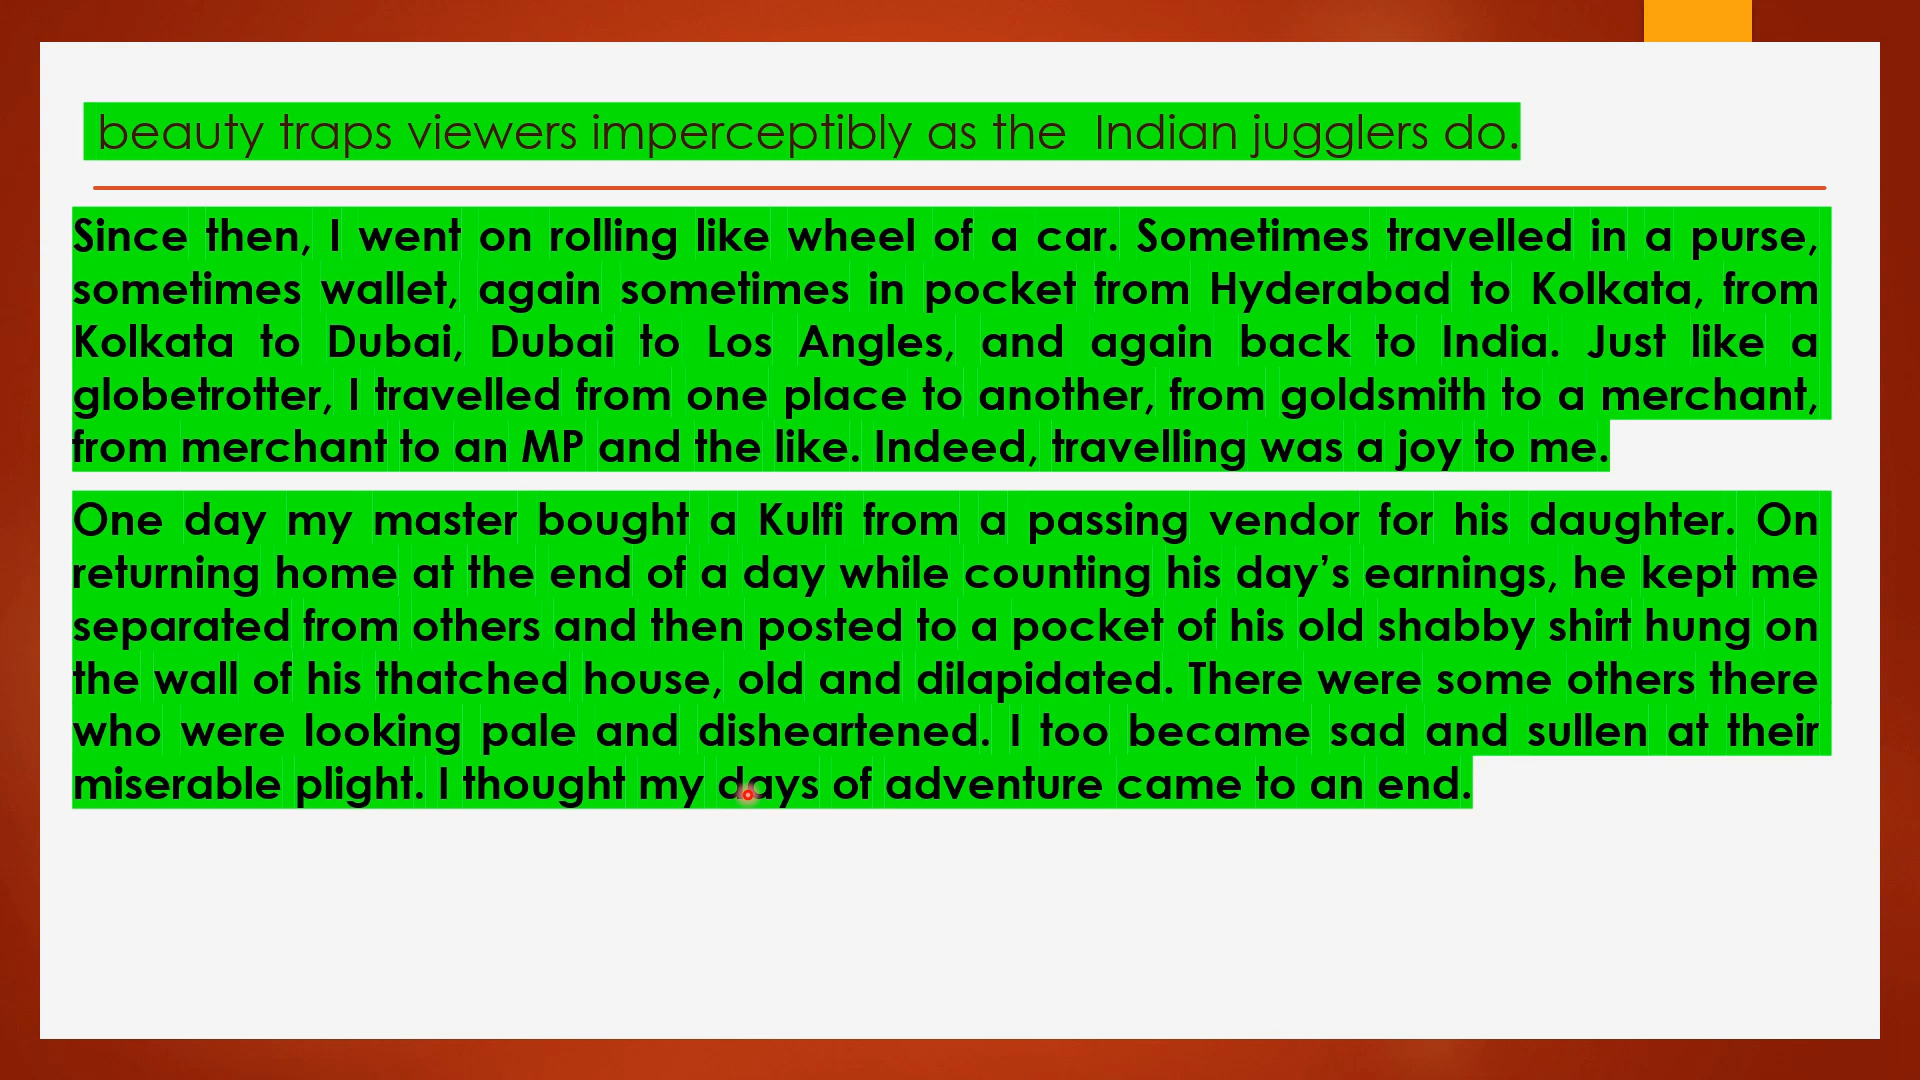 beauty traps viewers imperceptibly as the Indian jugglers do.
Since then, I went on rolling like wheel of a car. Sometimes travelled in a purse,
sometimes wallet, again sometimes in pocket from Hyderabad to Kolkata, from
Kolkata to Dubai, Dubai to Los Angles, and again back to India. Just like a
globetrotter, I travelled from one place to another, from goldsmith to a merchant,
from merchant to an MP and the like. Indeed, travelling was a joy to me.
One day my master bought a Kulfi from a passing vendor for his daughter. On
returning home at the end of a day while counting his day’s earnings, he kept me
separated from others and then posted to a pocket of his old shabby shirt hung on
the wall of his thatched house, old and dilapidated. There were some others there
who were looking pale and disheartened. I too became sad and sullen at their
miserable plight. I thought my days of adventure came to an end.